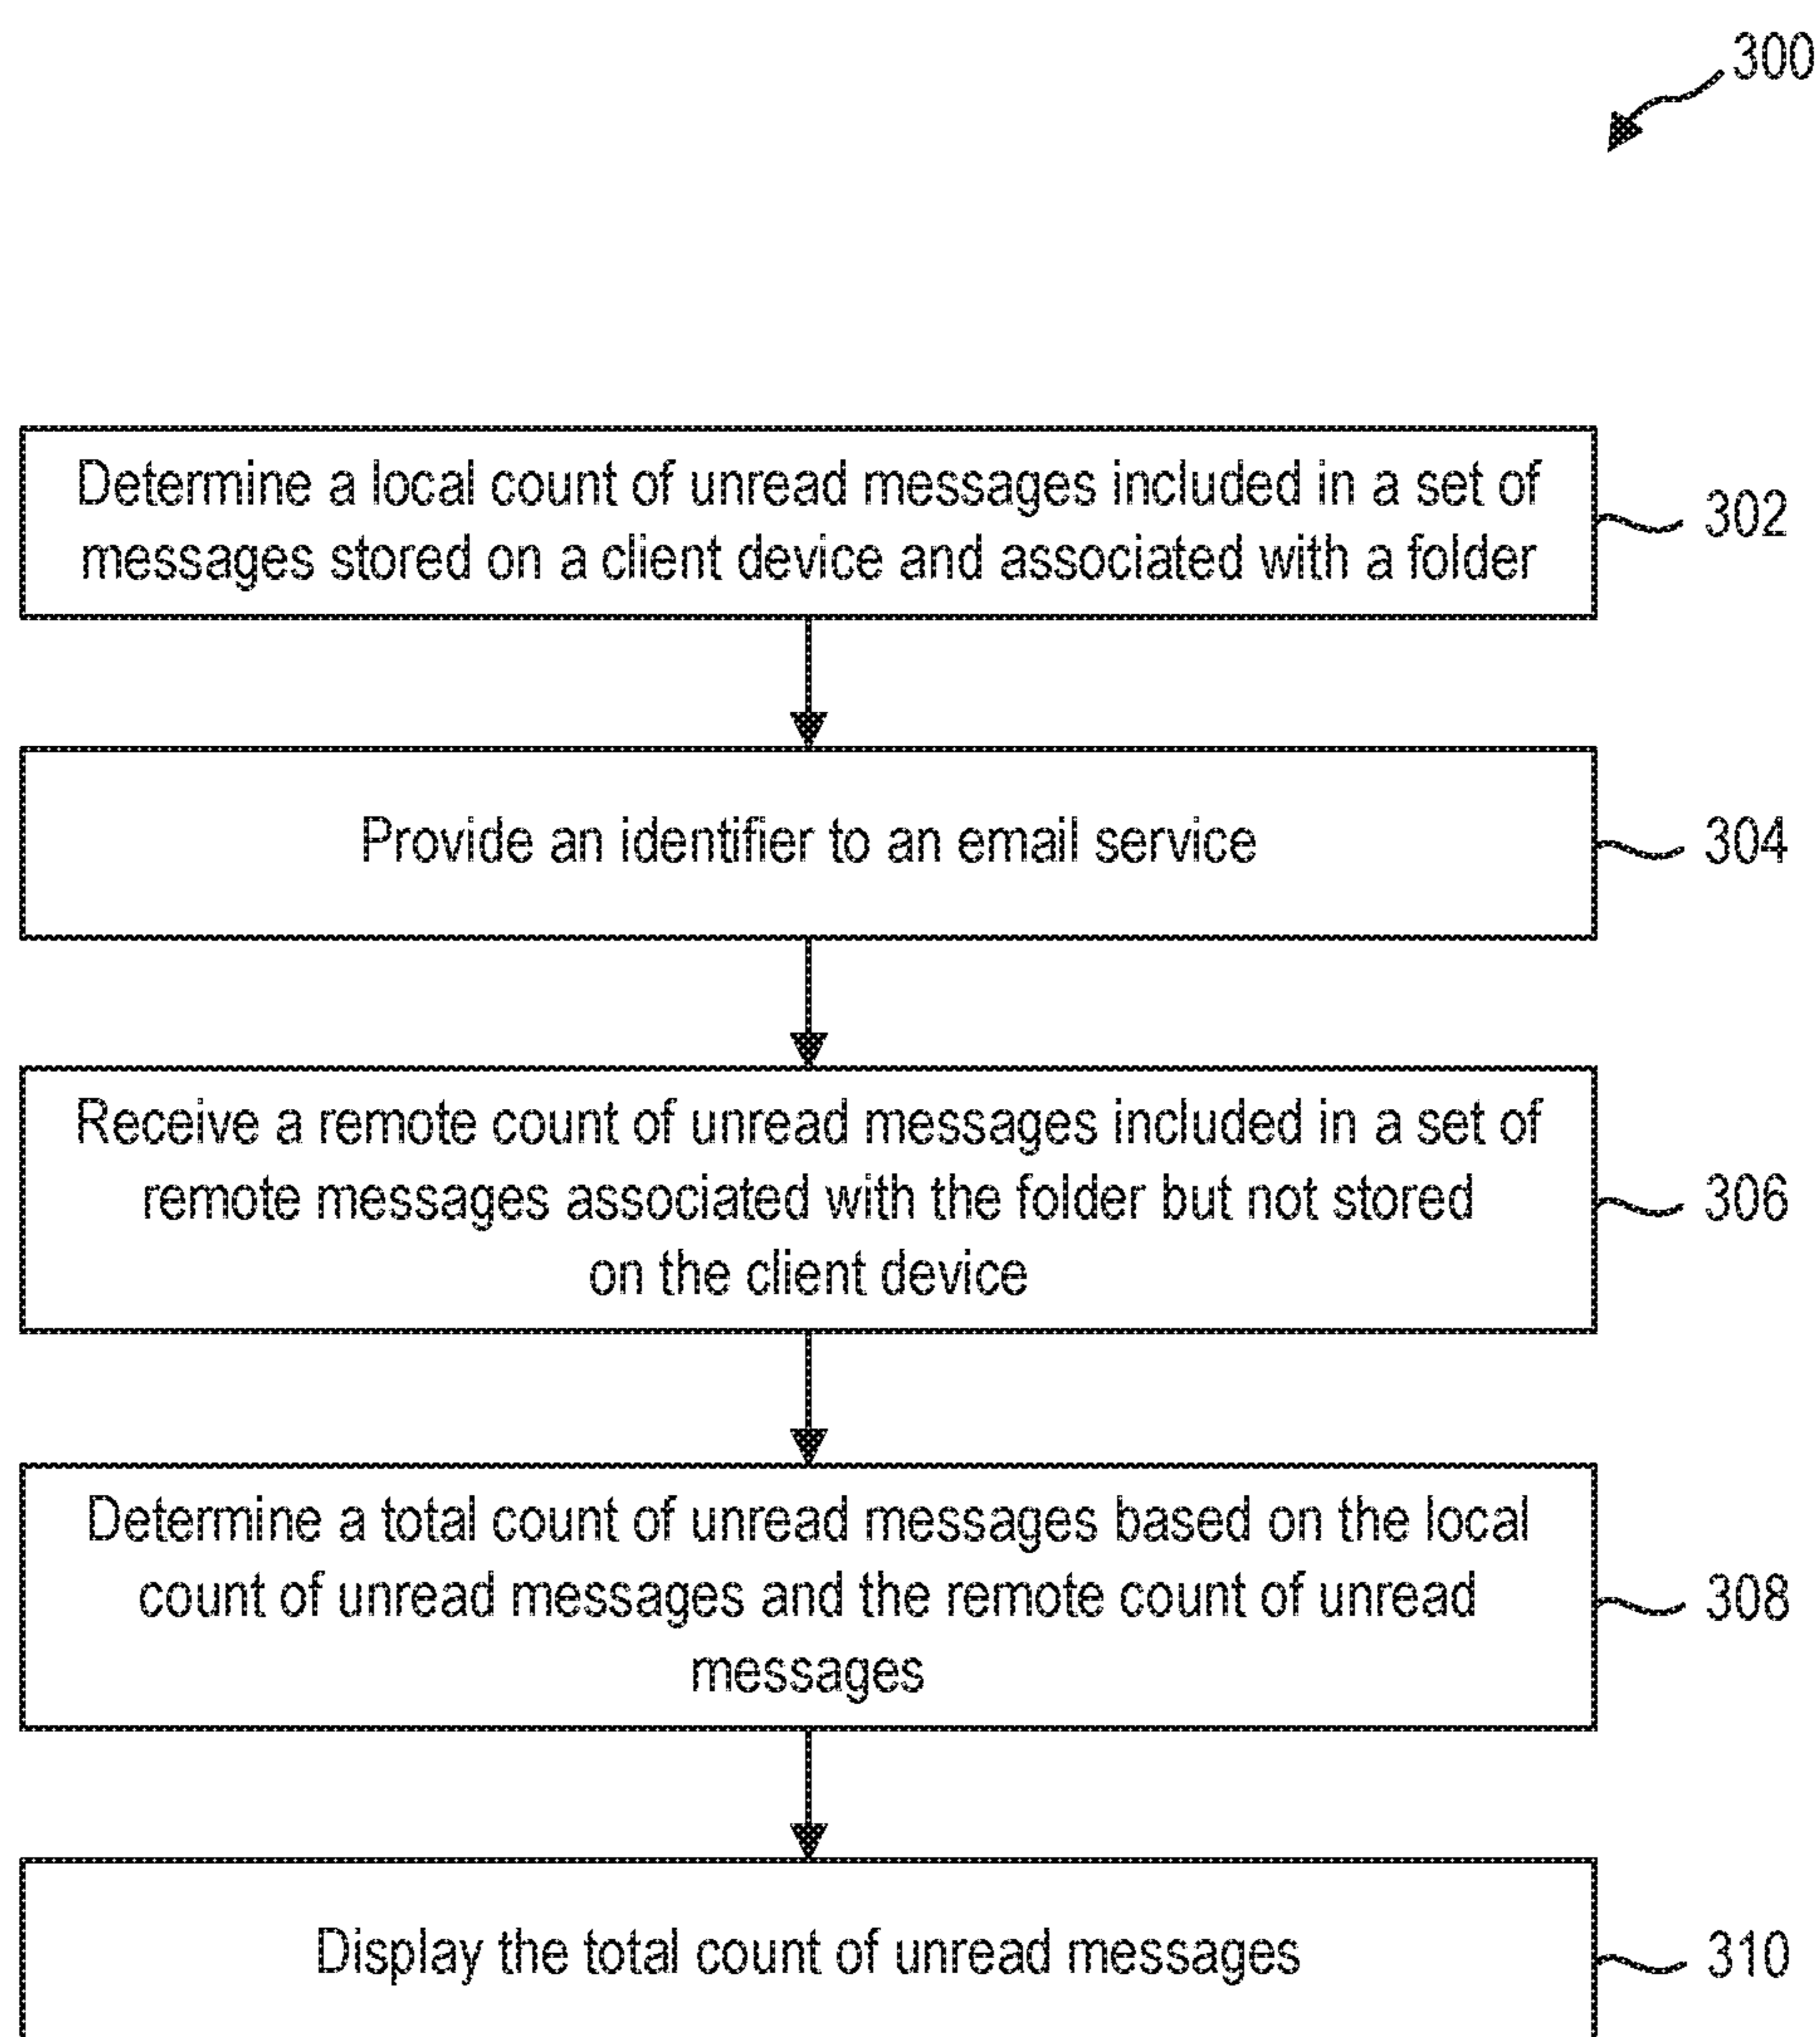 300
Determine a local count of unread messages included in a set of
messages stored on a client device and associated with a folder
302
Provide an identifier to an email service
304
Receive a remote count of unread messages included in a set of
remote messages associated with the folder but not stored
on the client device
306
Determine a total count of unread messages based on the local
count of unread messages and the remote count of unread
messages
308
Display the total count of unread messages
310